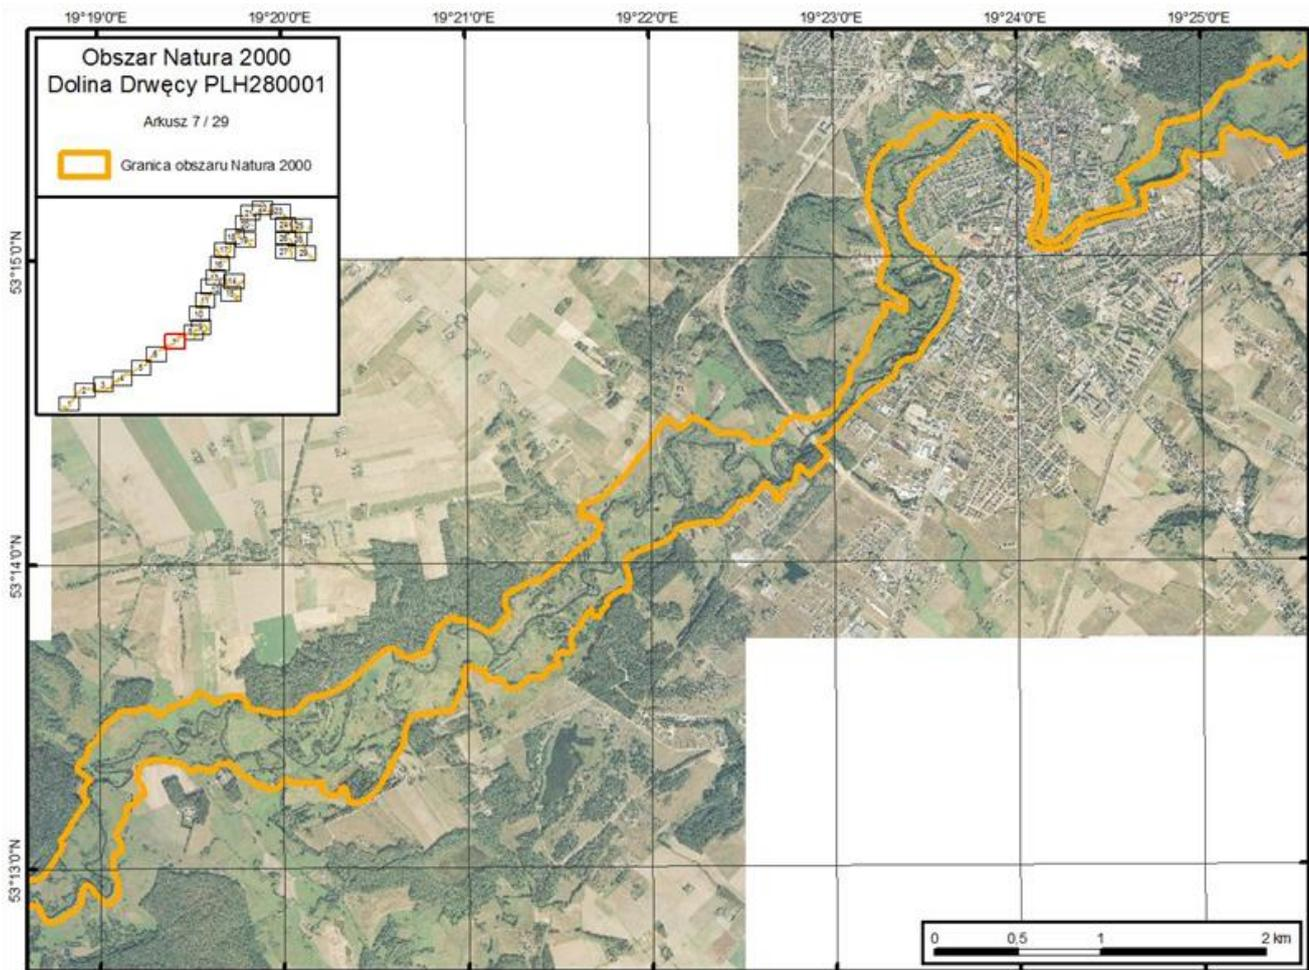 19°19'0"E 19°20'0"E 19°21'0"E 19°22'0"E 19°23'0"E 19°24'0"E 19°25'0"E
Obszar Natura 2000
Dolina Drwęcy PLH280001
Arkusz 7 / 29
Granica obszaru Natura 2000
53°15'0"N
53°14'0"N
53°13'0"N
0 0,5 1 2 km